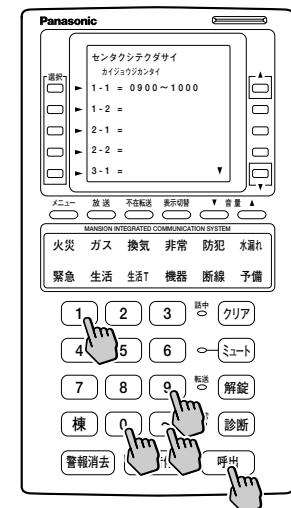 Panasonic
センタクシテクダサイ
カイジョウカンタイ
選択
1-1 = 0900～1000
1-2 =
2-1 =
2-2 =
3-1 = ▼
メニュー 放送 不在転送 表示切替 ▼ 音量 ▲
MANSION INTEGRATED COMMUNICATION SYSTEM
火災 ガス 換気 非常 防犯 水漏れ
緊急 生活 生活T 機器 断線 予備
1 2 3 話中 クリア
4 5 6 ミュート
7 8 9 転送 解錠
棟 0 ～ 診断
警報消去 呼出